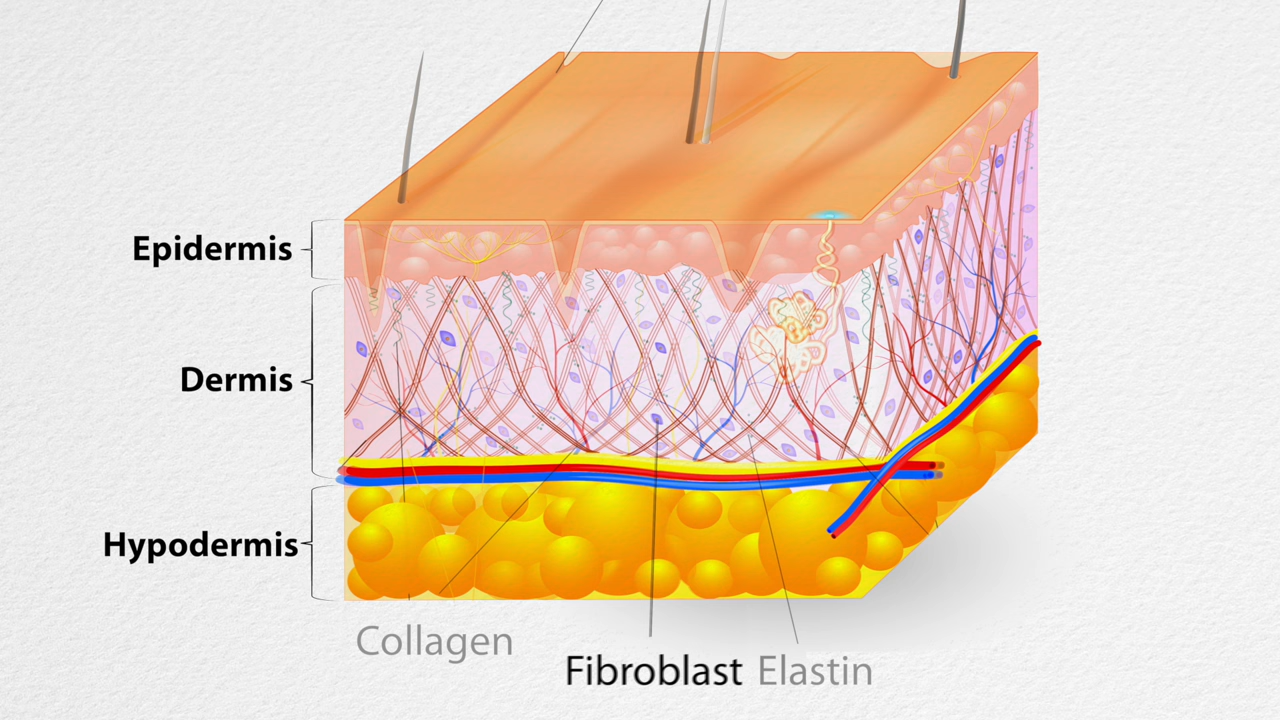 Epidermis
Dermis
Hypodermis
Collagen
Fibroblast
Elastin